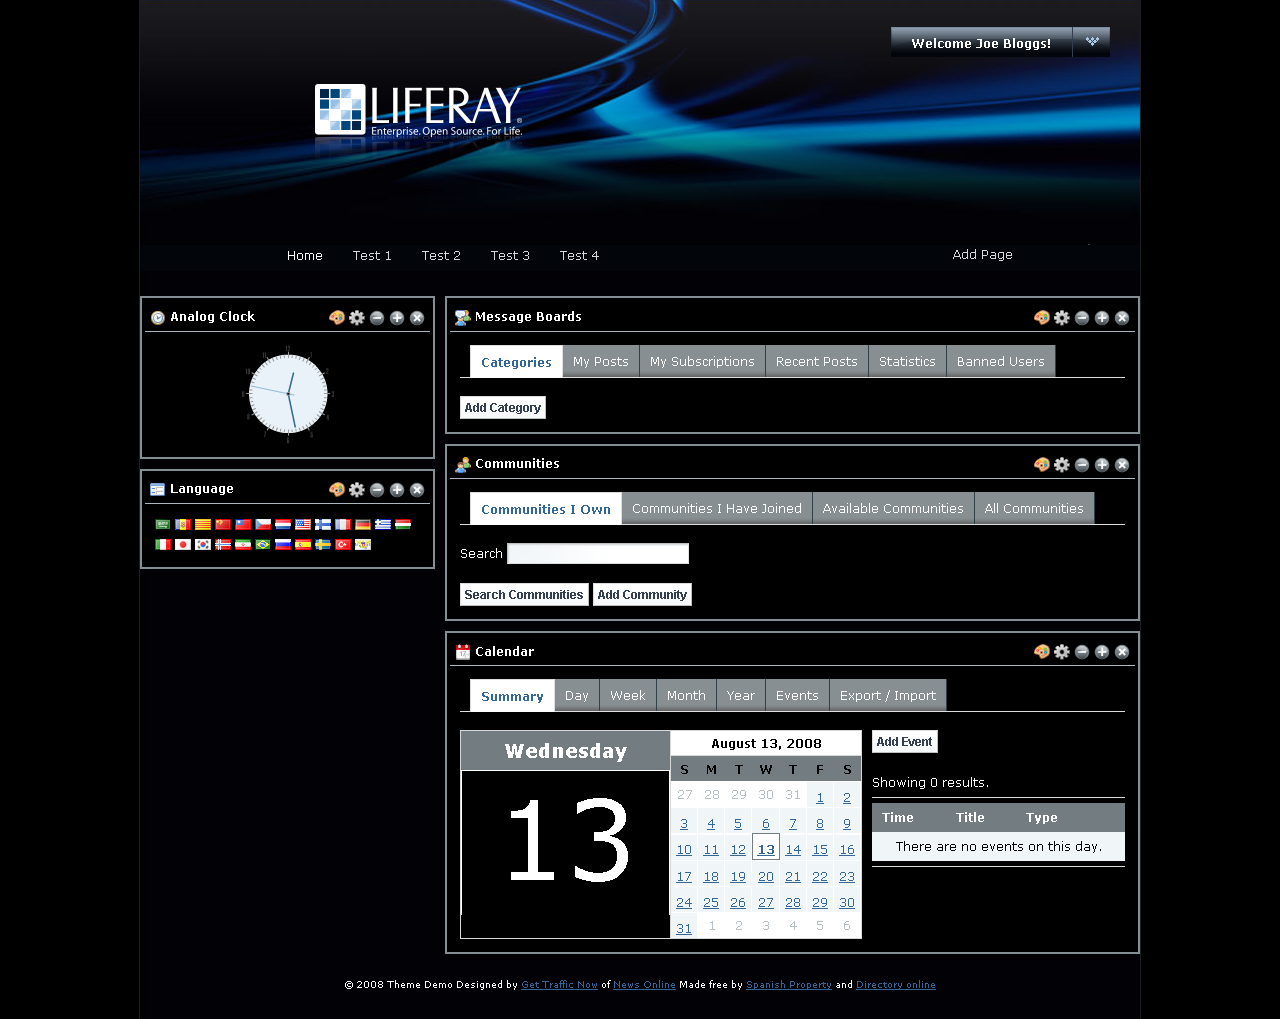 Welcome Joe Bloggs!
LIFERAY
Enterprise. Open Source. For Life.
Home Test 1 Test 2 Test 3 Test 4 Add Page
Analog Clock
Language
Message Boards
Categories My Posts My Subscriptions Recent Posts Statistics Banned Users
Add Category
Communities
Communities I Own Communities I Have Joined Available Communities All Communities
Search
Search Communities Add Community
Calendar
Summary Day Week Month Year Events Export / Import
Wednesday
13
August 13, 2008
S M T W T F S
27 28 29 30 31 1 2
3 4 5 6 7 8 9
10 11 12 13 14 15 16
17 18 19 20 21 22 23
24 25 26 27 28 29 30
31 1 2 3 4 5 6
Add Event
Showing 0 results.
Time Title Type
There are no events on this day.
© 2008 Theme Demo Designed by Get Traffic Now of News Online Made free by Spanish Property and Directory online